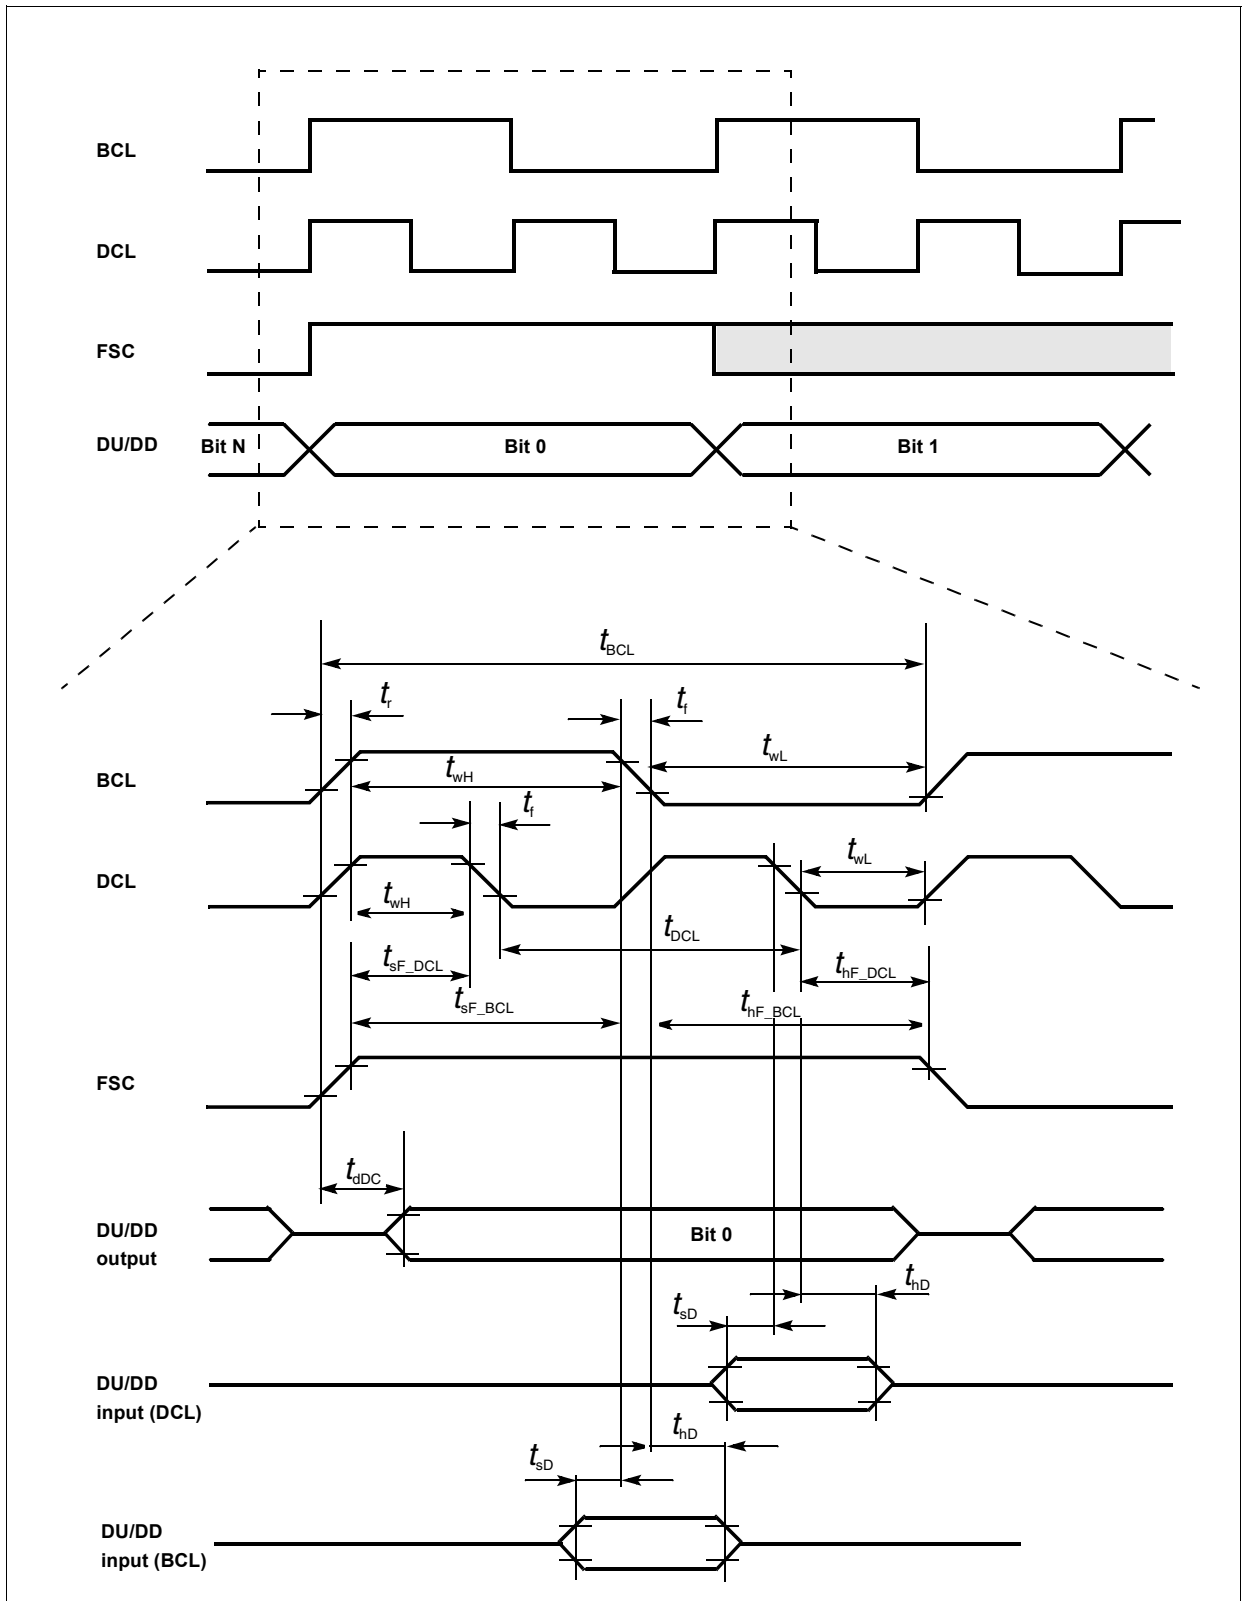 BCL
DCL
FSC
DU/DD
Bit N
Bit 0
Bit 1
tBCL
tr
tf
BCL
twH
twL
tf
DCL
twH
twL
tDCL
tsF_DCL
thF_DCL
tsF_BCL
thF_BCL
FSC
tdDC
DU/DD
output
Bit 0
thD
tsD
DU/DD
input (DCL)
thD
tsD
DU/DD
input (BCL)